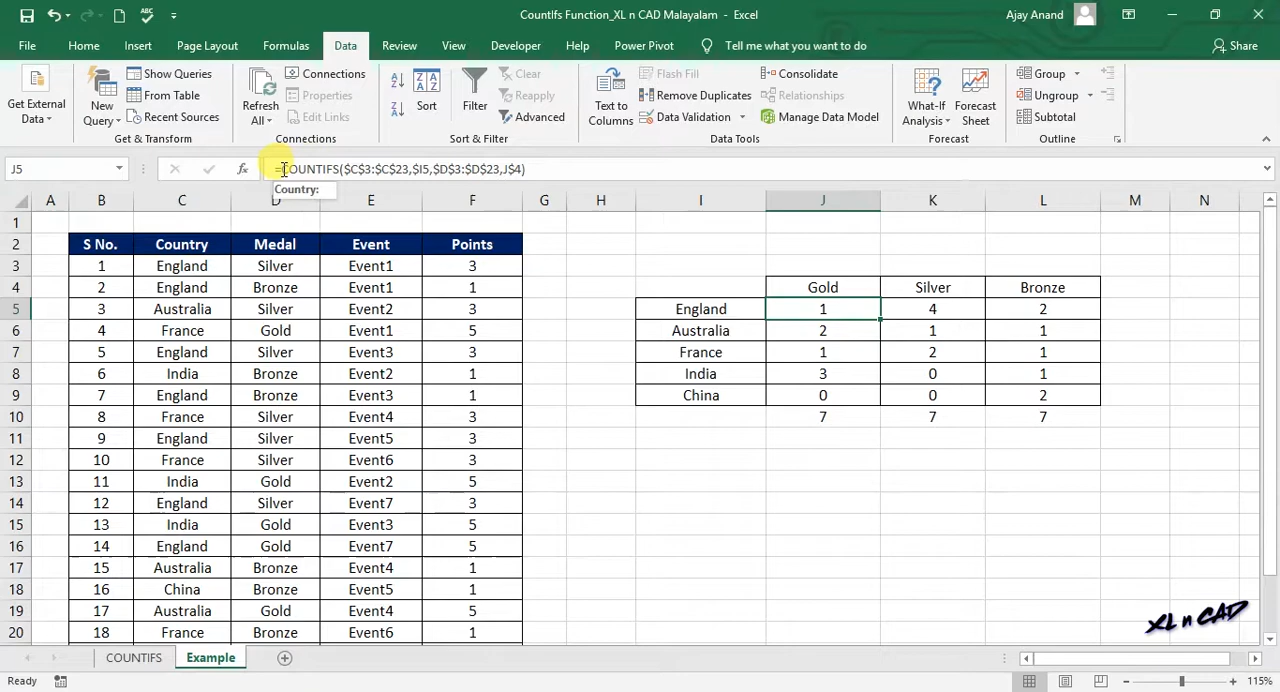 CountIfs Function_XL n CAD Malayalam - Excel
Ajay Anand
File Home Insert Page Layout Formulas Data Review View Developer Help Power Pivot Tell me what you want to do Share
Get External Data
New Query
Show Queries
From Table
Recent Sources
Get & Transform
Refresh All
Connections
Properties
Edit Links
Connections
Sort
Filter
Clear
Reapply
Advanced
Sort & Filter
Text to Columns
Flash Fill
Remove Duplicates
Data Validation
Consolidate
Relationships
Manage Data Model
Data Tools
What-If Analysis
Forecast Sheet
Forecast
Group
Ungroup
Subtotal
Outline
J5 fx =COUNTIFS($C$3:$C$23,$I5,$D$3:$D$23,J$4)
Country:
A B C D E F G H I J K L M N
1
2 S No. Country Medal Event Points
3 1 England Silver Event1 3
4 2 England Bronze Event1 1 Gold Silver Bronze
5 3 Australia Silver Event2 3 England 1 4 2
6 4 France Gold Event1 5 Australia 2 1 1
7 5 England Silver Event3 3 France 1 2 1
8 6 India Bronze Event2 1 India 3 0 1
9 7 England Bronze Event3 1 China 0 0 2
10 8 France Silver Event4 3 7 7 7
11 9 England Silver Event5 3
12 10 France Silver Event6 3
13 11 India Gold Event2 5
14 12 England Silver Event7 3
15 13 India Gold Event3 5
16 14 England Gold Event7 5
17 15 Australia Bronze Event4 1
18 16 China Bronze Event5 1
19 17 Australia Gold Event4 5
20 18 France Bronze Event6 1
XL n CAD
COUNTIFS Example
Ready 115%